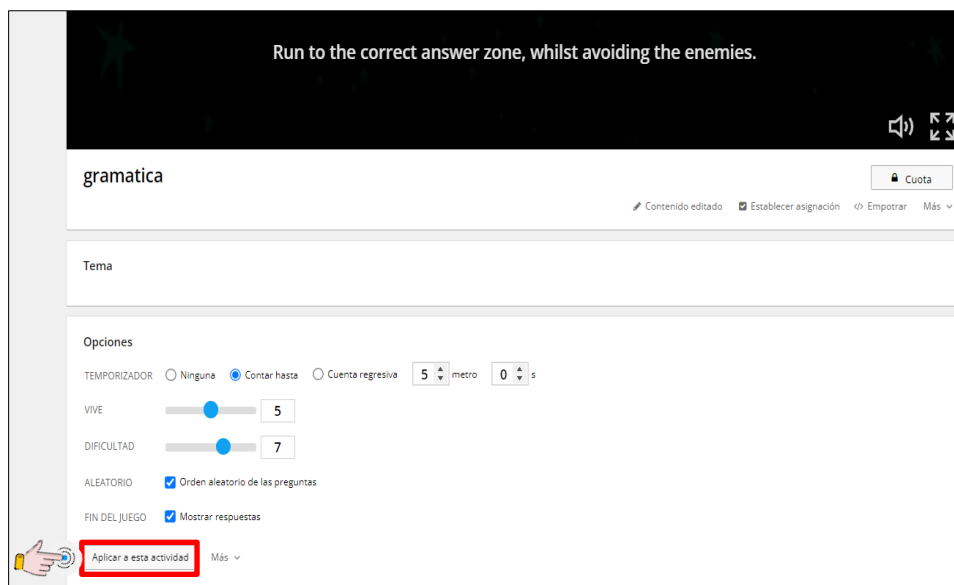 Run to the correct answer zone, whilst avoiding the enemies.
gramatica
Cuota
Contenido editado Establecer asignación Empotrar Más
Tema
Opciones
TEMPORIZADOR Ninguna Contar hasta Cuenta regresiva 5 metro 0 s
VIVE 5
DIFICULTAD 7
ALEATORIO Orden aleatorio de las preguntas
FIN DEL JUEGO Mostrar respuestas
Aplicar a esta actividad Más